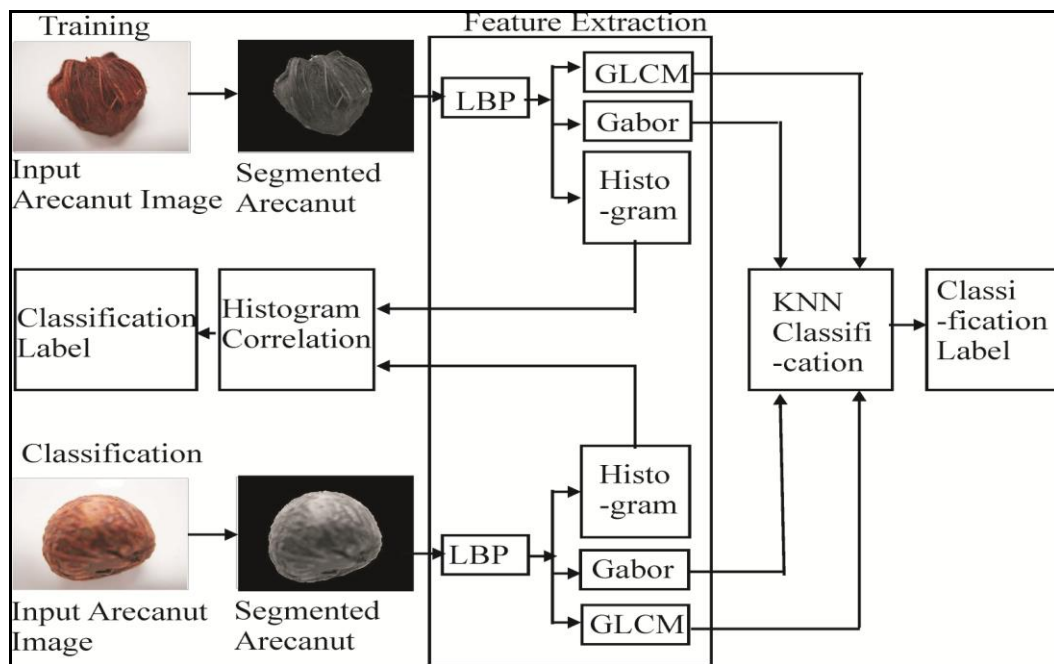 Training
Feature Extraction
Input
Arecanut Image
Segmented
Arecanut
LBP
GLCM
Gabor
Histo
-gram
Classification
Label
Histogram
Correlation
KNN
Classifi
-cation
Classi
-fication
Label
Classification
Input Arecanut
Image
Segmented
Arecanut
LBP
Histo
-gram
Gabor
GLCM